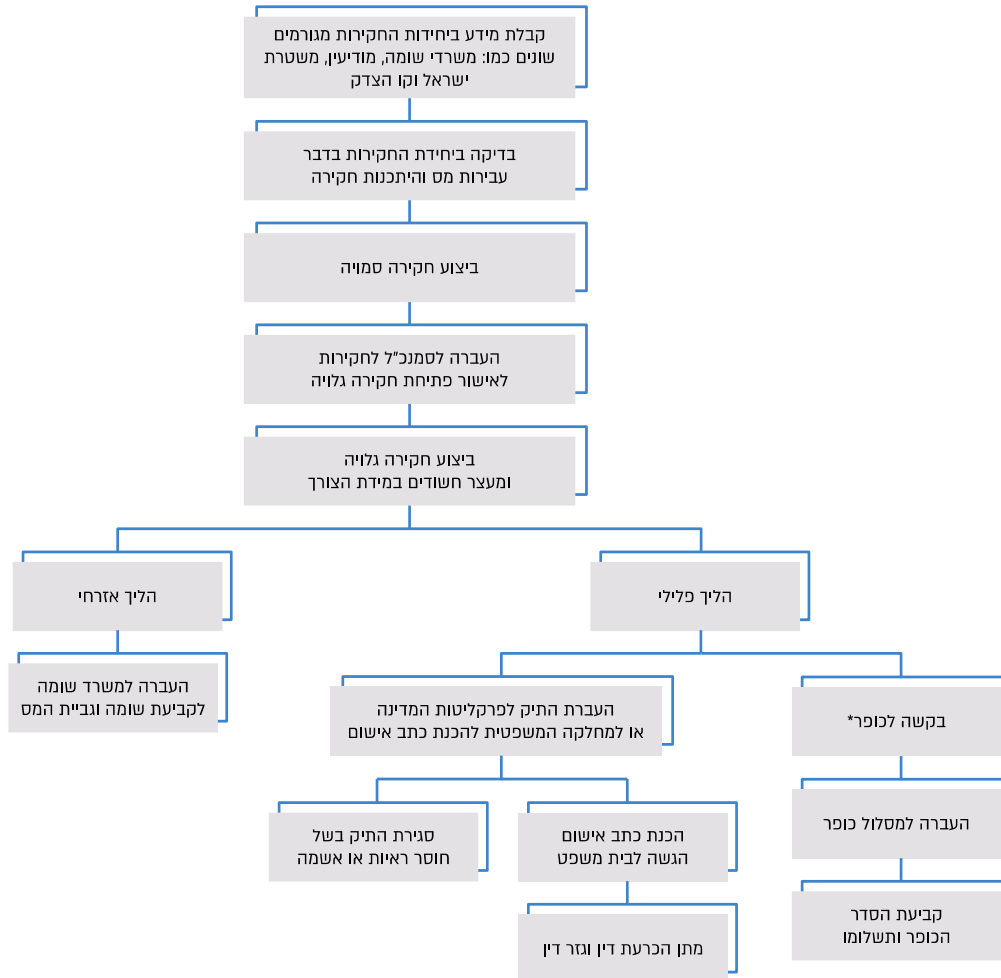 קבלת מידע ביחידות החקירות מגורמים
שונים כמו: משרדי שומה, מודיעין, משטרת
ישראל וקו הצדק
בדיקה ביחידת החקירות בדבר
עבירות מס והיתכנות חקירה
ביצוע חקירה סמויה
העברה לסמנכ"ל לחקירות
לאישור פתיחת חקירה גלויה
ביצוע חקירה גלויה
ומעצר חשודים במידת הצורך
הליך פלילי
הליך אזרחי
בקשה לכופר*
העברה למסלול כופר
קביעת הסדר
הכופר ותשלומו
העברת התיק לפרקליטות המדינה
או למחלקה המשפטית להכנת כתב אישום
הכנת כתב אישום
הגשה לבית משפט
מתן הכרעת דין וגזר דין
סגירת התיק בשל
חוסר ראיות או אשמה
העברה למשרד שומה
לקביעת שומה וגביית המס